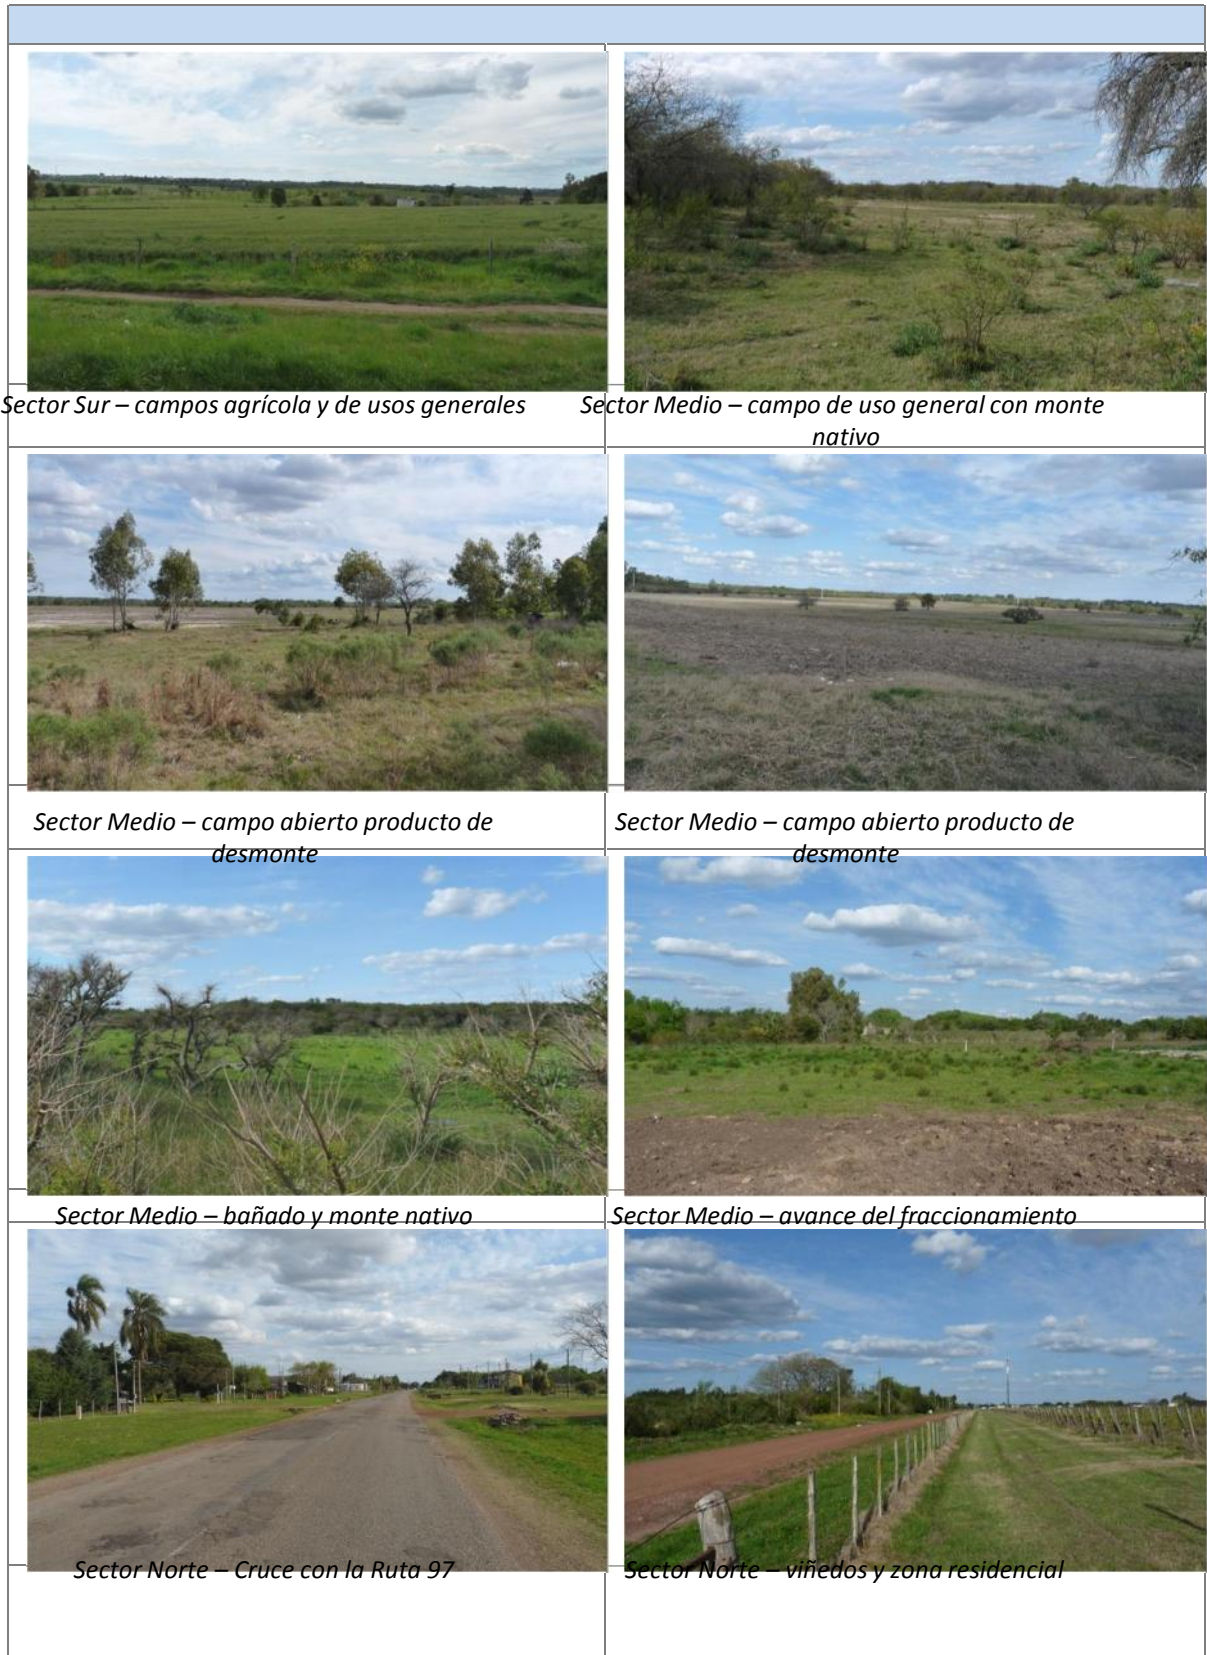 Sector Sur – campos agrícola y de usos generales
Sector Medio – campo de uso general con monte
nativo
Sector Medio – campo abierto producto de
desmonte
Sector Medio – campo abierto producto de
desmonte
Sector Medio – bañado y monte nativo
Sector Medio – avance del fraccionamiento
Sector Norte – Cruce con la Ruta 97
Sector Norte – viñedos y zona residencial